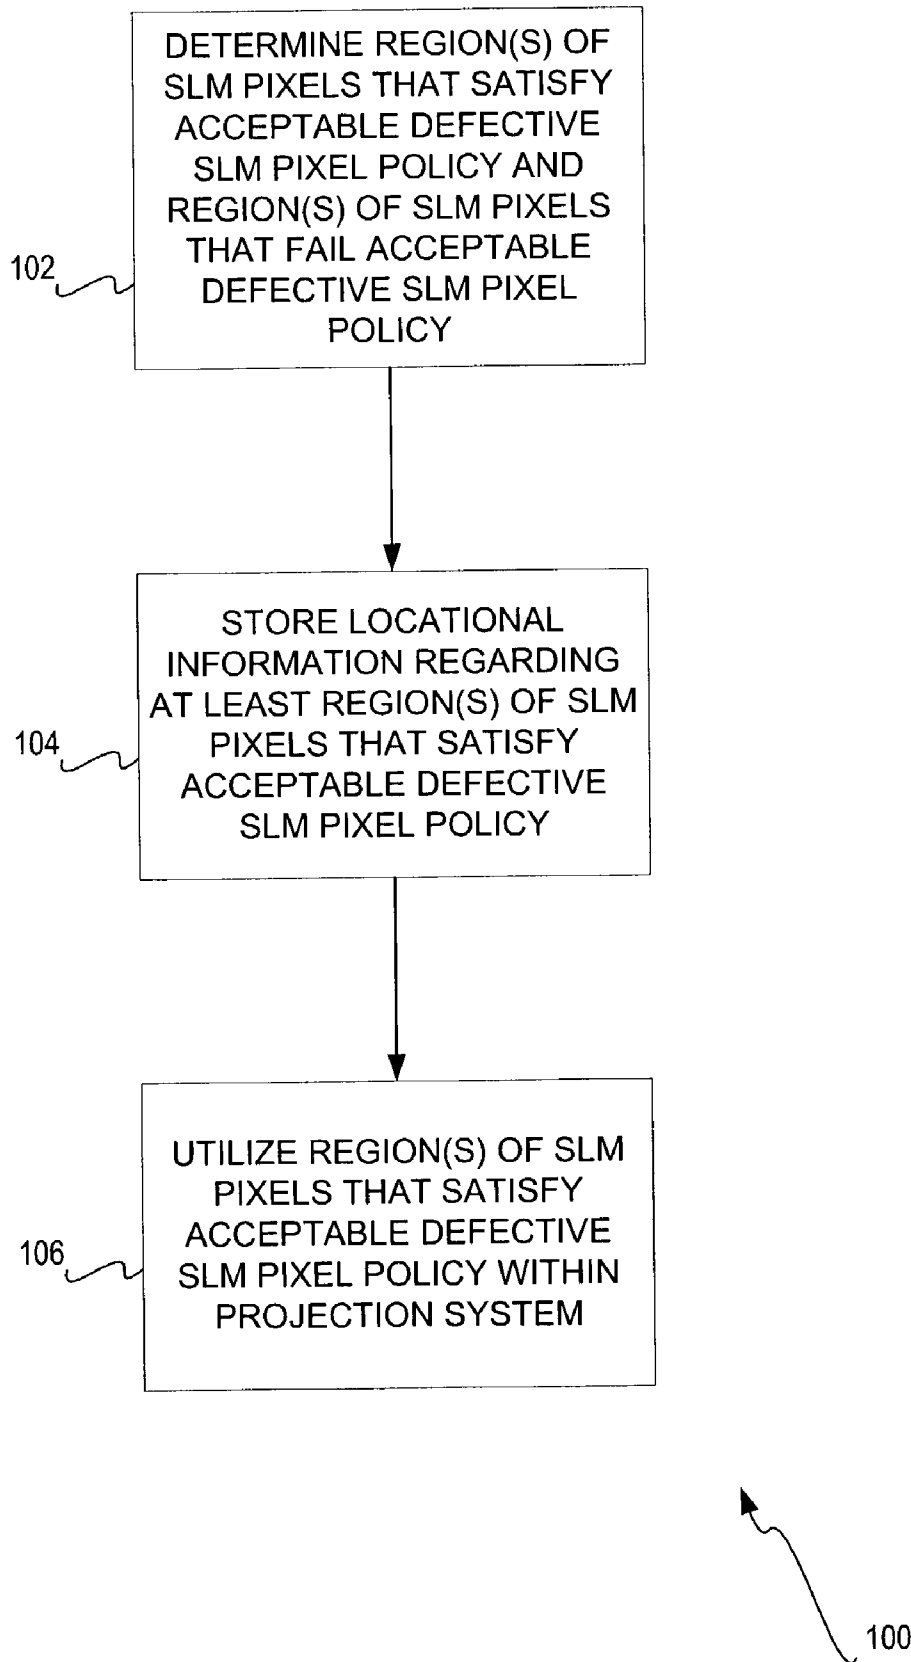 DETERMINE REGION(S) OF
SLM PIXELS THAT SATISFY
ACCEPTABLE DEFECTIVE
SLM PIXEL POLICY AND
REGION(S) OF SLM PIXELS
THAT FAIL ACCEPTABLE
DEFECTIVE SLM PIXEL
POLICY
102
STORE LOCATIONAL
INFORMATION REGARDING
AT LEAST REGION(S) OF SLM
PIXELS THAT SATISFY
ACCEPTABLE DEFECTIVE
SLM PIXEL POLICY
104
UTILIZE REGION(S) OF SLM
PIXELS THAT SATISFY
ACCEPTABLE DEFECTIVE
SLM PIXEL POLICY WITHIN
PROJECTION SYSTEM
106
100